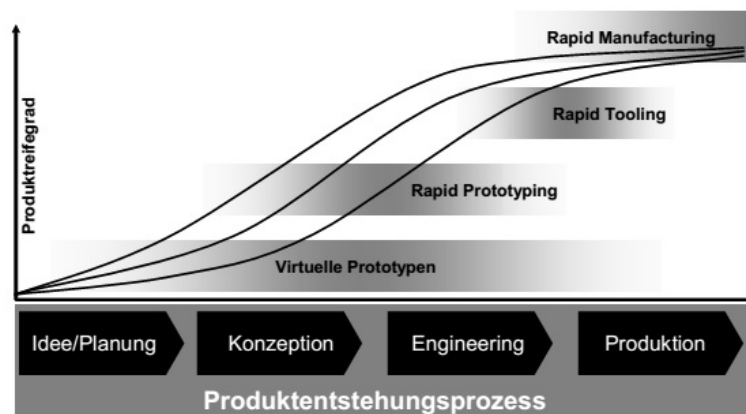 Rapid Manufacturing
Rapid Tooling
Rapid Prototyping
Virtuelle Prototypen
Produktreifegrad
Idee/Planung
Konzeption
Engineering
Produktion
Produktentstehungsprozess